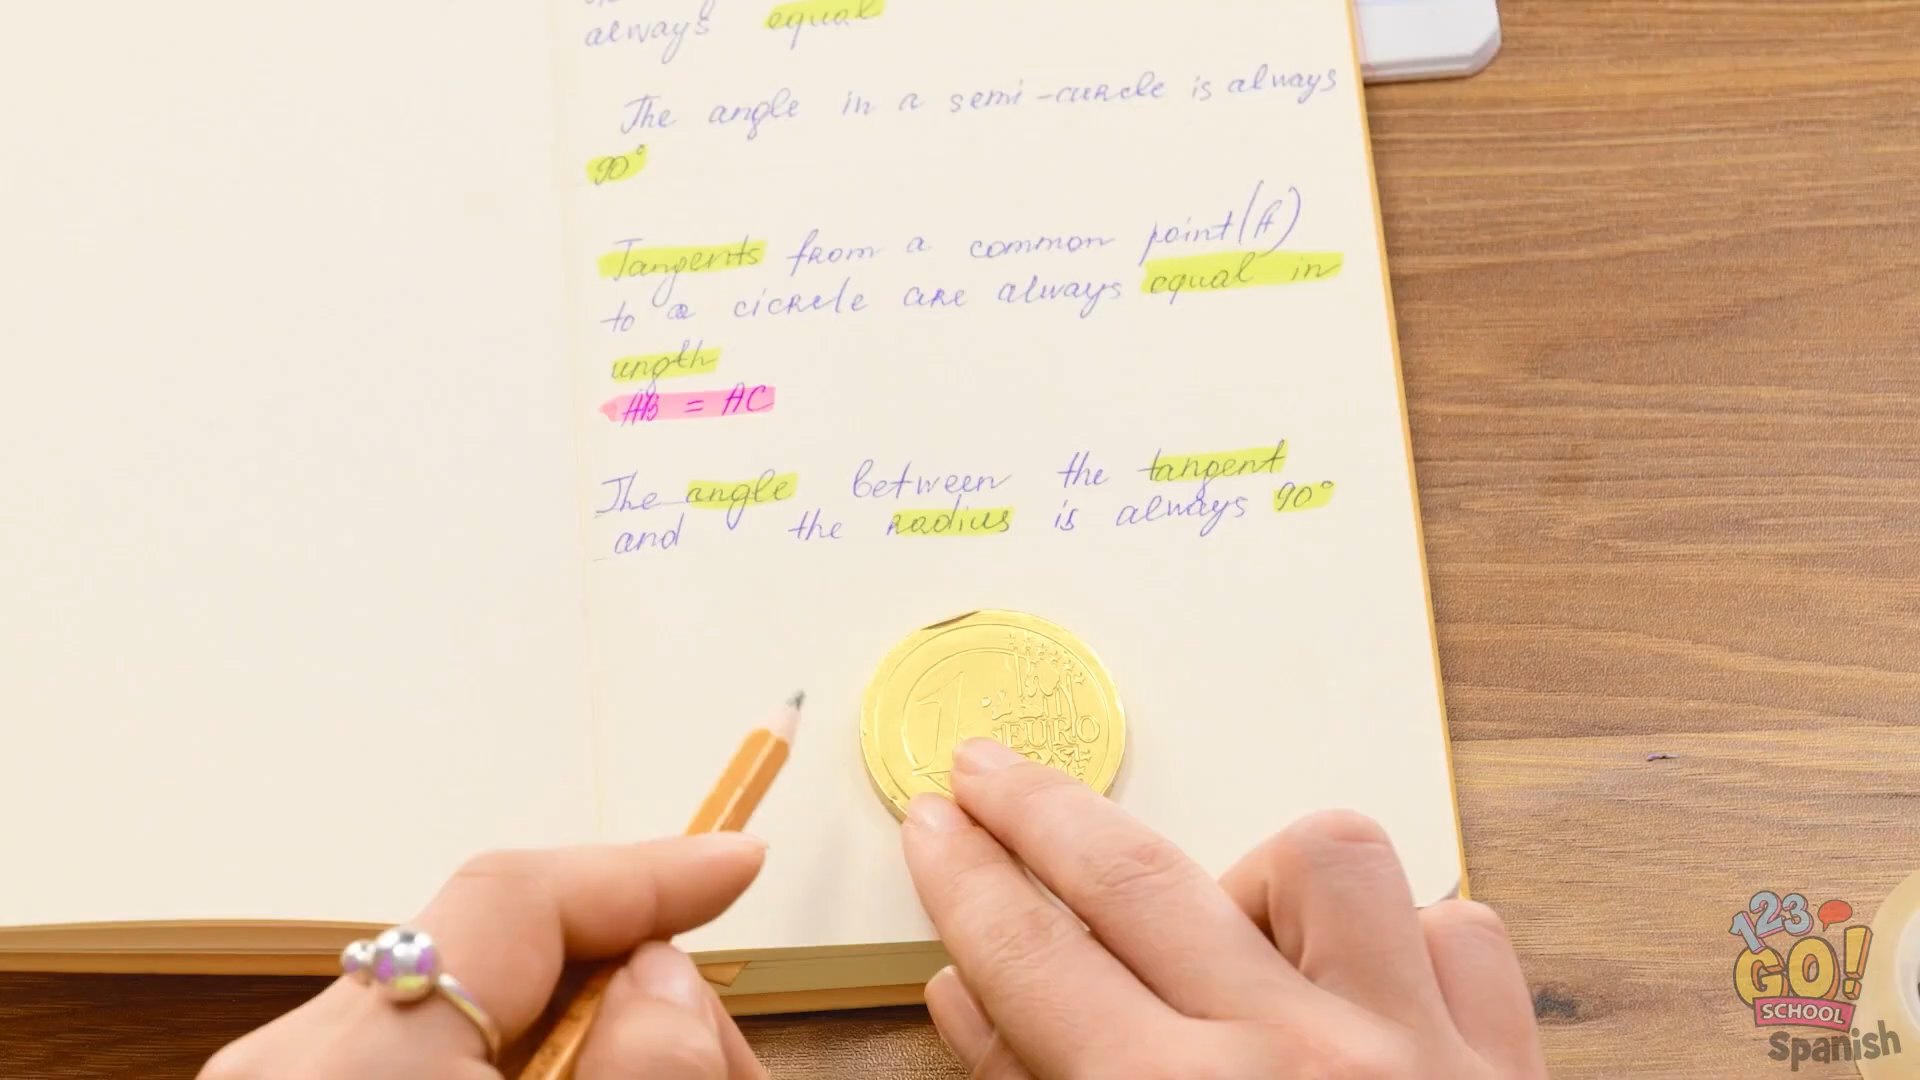 always equal
The angle in a semi-curcle is always
90°
Tangents from a common point (A)
to a cicrcle are always equal in
length
AB = AC
The angle between the tangent
and the radius is always 90°
1 EURO
123
GO!
SCHOOL
Spanish